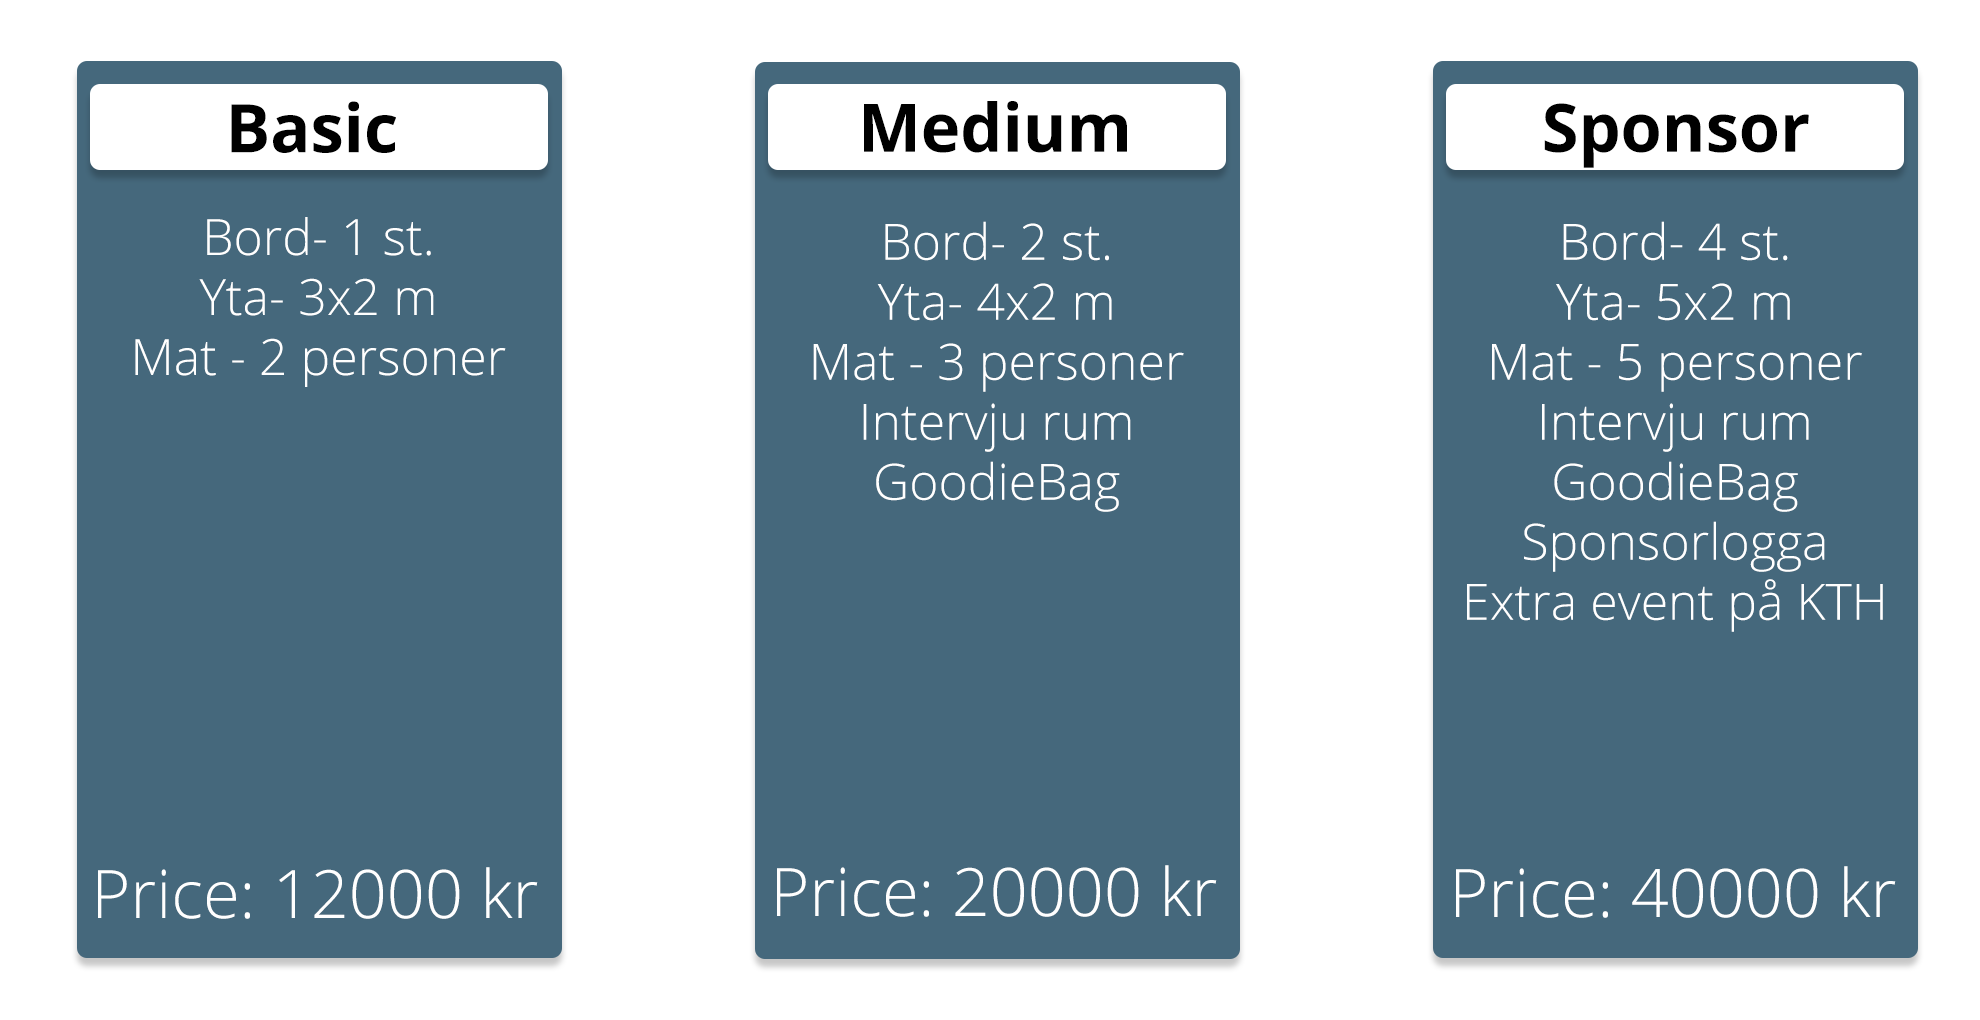 Basic
Bord- 1 st.
Yta- 3x2 m
Mat - 2 personer
Price: 12000 kr
Medium
Bord- 2 st.
Yta- 4x2 m
Mat - 3 personer
Intervju rum
GoodieBag
Price: 20000 kr
Sponsor
Bord- 4 st.
Yta- 5x2 m
Mat - 5 personer
Intervju rum
GoodieBag
Sponsorlogga
Extra event på KTH
Price: 40000 kr